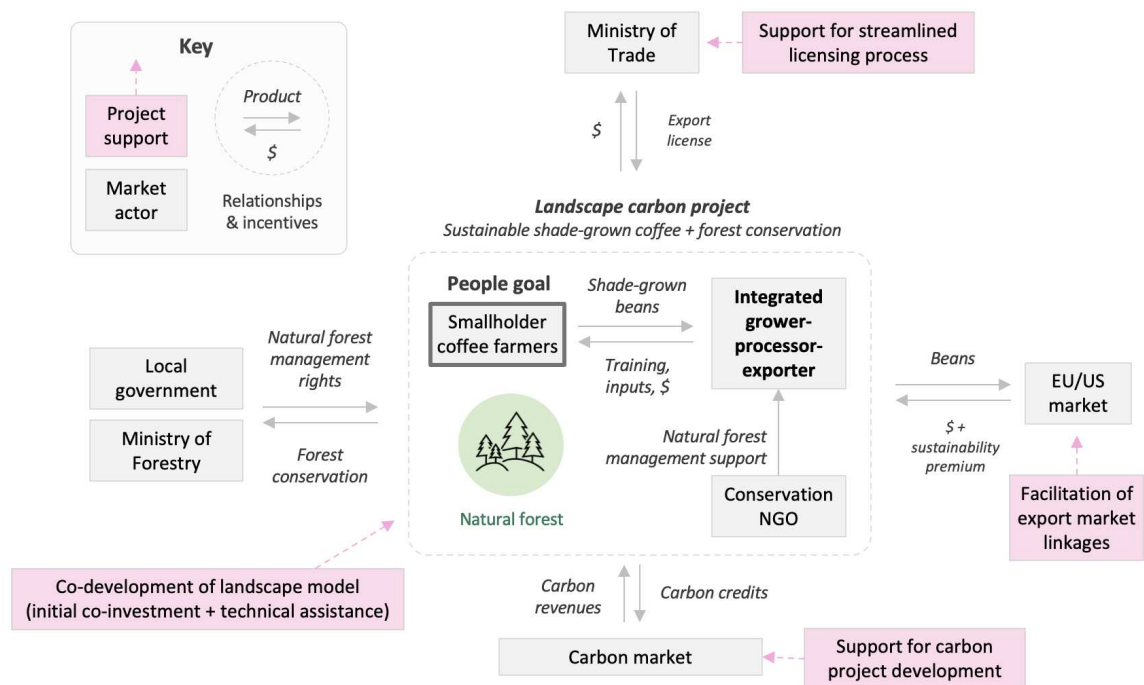 Key
Project
support
Market
actor
Product
$
Relationships
& incentives
Ministry of
Trade
Support for streamlined
licensing process
$
Export
license
Landscape carbon project
Sustainable shade-grown coffee + forest conservation
People goal
Smallholder
coffee farmers
Shade-grown
beans
Training,
inputs, $
Integrated
grower-
processor-
exporter
Natural forest
management support
Conservation
NGO
Natural forest
Local
government
Ministry of
Forestry
Natural forest
management
rights
Forest
conservation
Beans
$ +
sustainability
premium
EU/US
market
Facilitation of
export market
linkages
Co-development of landscape model
(initial co-investment + technical assistance)
Carbon
revenues
Carbon credits
Carbon market
Support for carbon
project development